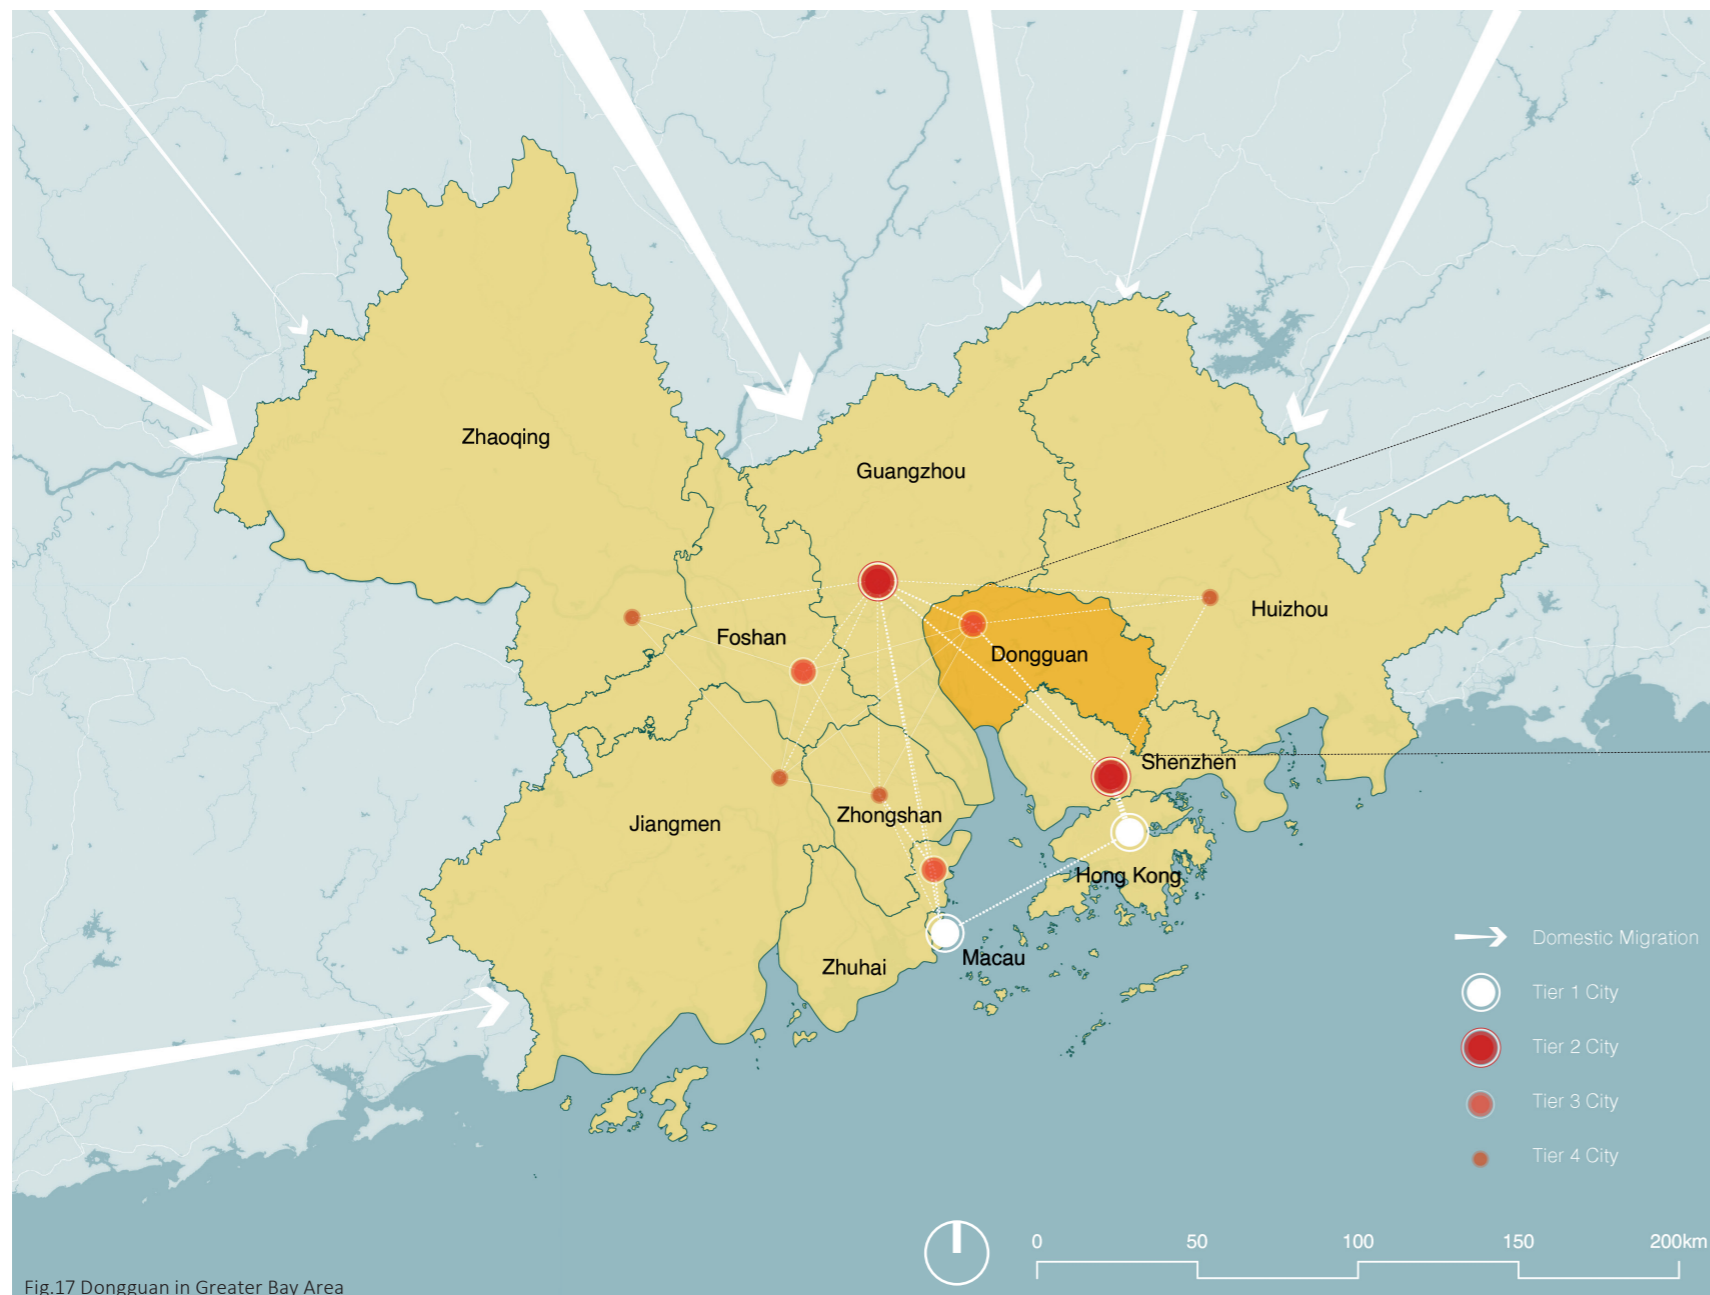 Zhaoqing
Guangzhou
Foshan
Huizhou
Dongguan
Shenzhen
Jiangmen
Zhongshan
Hong Kong
Zhuhai
Macau
Domestic Migration
Tier 1 City
Tier 2 City
Tier 3 City
Tier 4 City
0 50 100 150 200km
Fig.17 Dongguan in Greater Bay Area